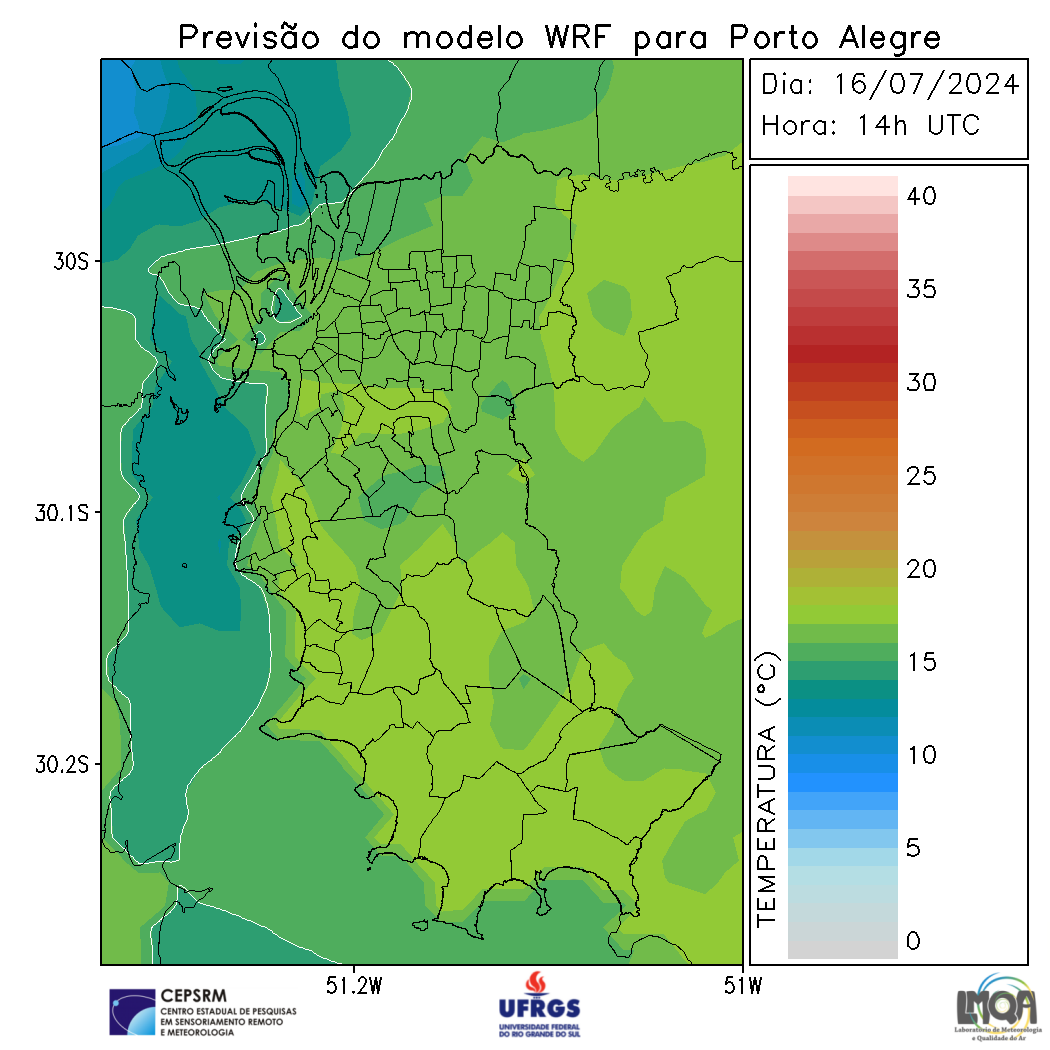 Previsão do modelo WRF para Porto Alegre
Dia: 16/07/2024
Hora: 14h UTC
30S
30.1S
30.2S
51.2W
51W
40
35
30
25
20
15
10
5
0
TEMPERATURA (°C)
CEPSRM
CENTRO ESTADUAL DE PESQUISAS
EM SENSORIAMENTO REMOTO
E METEOROLOGIA
UFRGS
UNIVERSIDADE FEDERAL
DO RIO GRANDE DO SUL
LMQA
Laboratório de Meteorologia
e Qualidade do Ar